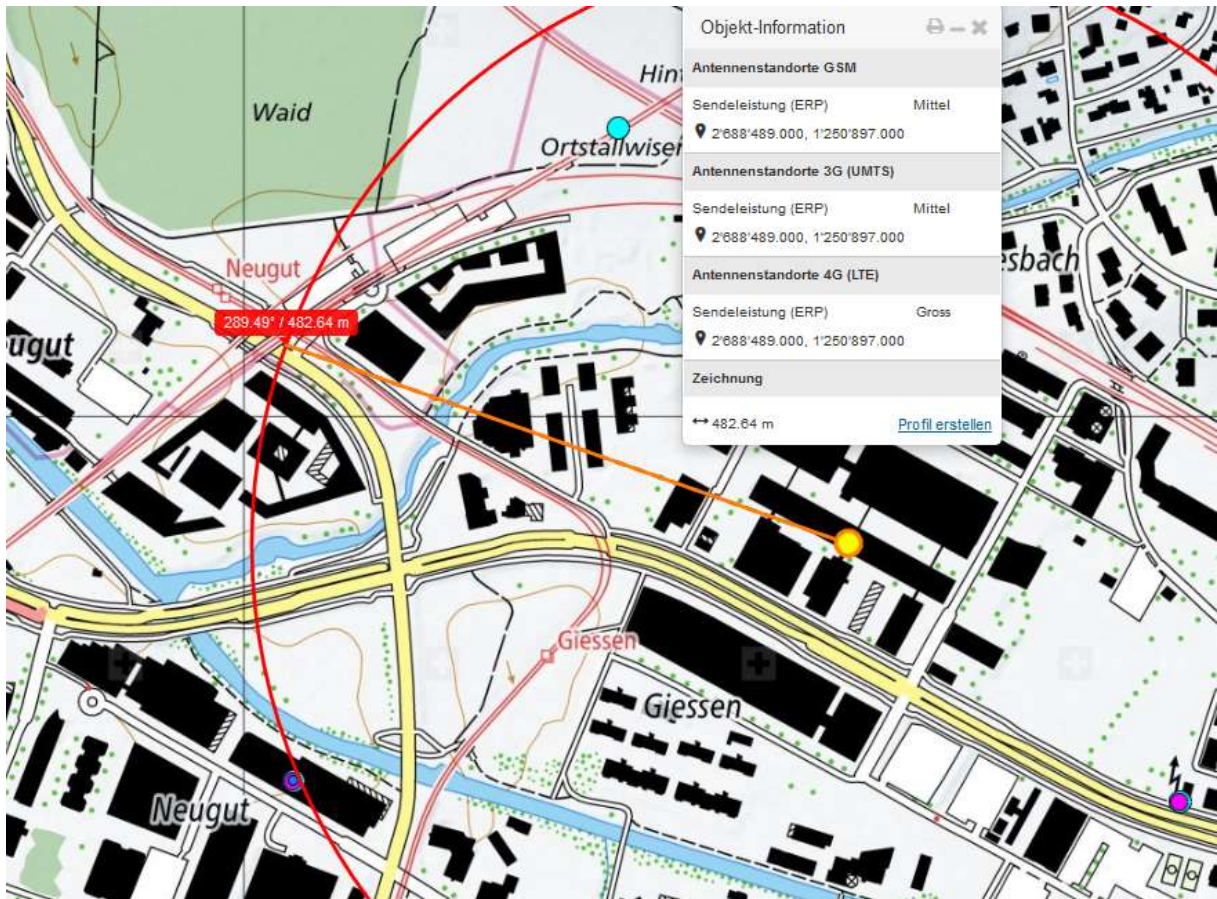 Objekt-Information
Antennenstandorte GSM
Sendeleistung (ERP) Mittel
2'688'489.000, 1'250'897.000
Antennenstandorte 3G (UMTS)
Sendeleistung (ERP) Mittel
2'688'489.000, 1'250'897.000
Antennenstandorte 4G (LTE)
Sendeleistung (ERP) Gross
2'688'489.000, 1'250'897.000
Zeichnung
482.64 m Profil erstellen
Hint
Waid
Ortstallwisen
Neugut
esbach
289.49° / 482.64 m
ugut
Giessen
Giessen
Neugut